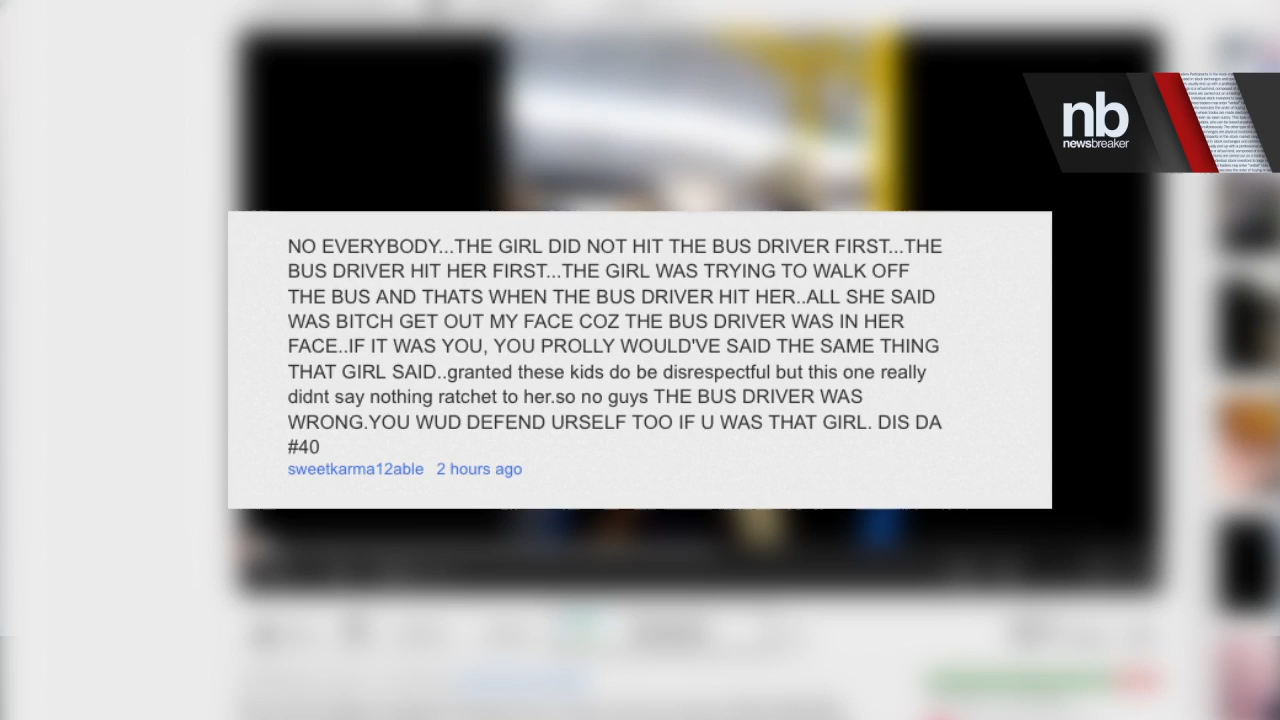 nb
newsbreaker
NO EVERYBODY...THE GIRL DID NOT HIT THE BUS DRIVER FIRST...THE
BUS DRIVER HIT HER FIRST...THE GIRL WAS TRYING TO WALK OFF
THE BUS AND THATS WHEN THE BUS DRIVER HIT HER..ALL SHE SAID
WAS BITCH GET OUT MY FACE COZ THE BUS DRIVER WAS IN HER
FACE..IF IT WAS YOU, YOU PROLLY WOULD'VE SAID THE SAME THING
THAT GIRL SAID..granted these kids do be disrespectful but this one really
didnt say nothing ratchet to her.so no guys THE BUS DRIVER WAS
WRONG.YOU WUD DEFEND URSELF TOO IF U WAS THAT GIRL. DIS DA
#40
sweetkarma12able 2 hours ago